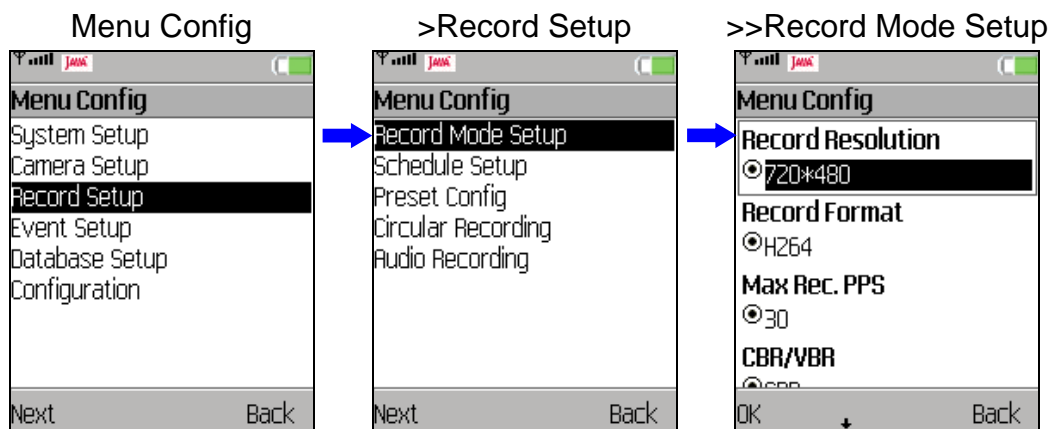 Menu Config
>Record Setup
>>Record Mode Setup
JAVA
Menu Config
System Setup
Camera Setup
Record Setup
Event Setup
Database Setup
Configuration
Next Back
JAVA
Menu Config
Record Mode Setup
Schedule Setup
Preset Config
Circular Recording
Audio Recording
Next Back
JAVA
Menu Config
Record Resolution
720*480
Record Format
H264
Max Rec. PPS
30
CBR/VBR
OK Back